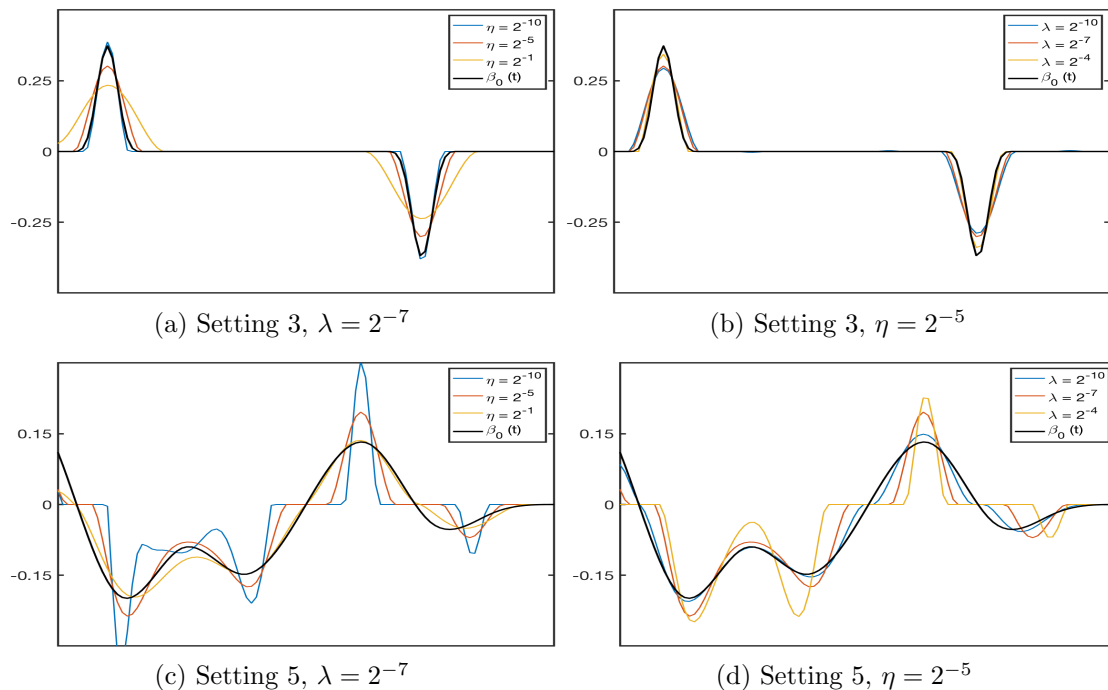 η = 2⁻¹⁰
η = 2⁻⁵
η = 2⁻¹
β₀ (t)
0.25
0
-0.25
(a) Setting 3, λ = 2⁻⁷
λ = 2⁻¹⁰
λ = 2⁻⁷
λ = 2⁻⁴
β₀ (t)
0.25
0
-0.25
(b) Setting 3, η = 2⁻⁵
η = 2⁻¹⁰
η = 2⁻⁵
η = 2⁻¹
β₀ (t)
0.15
0
-0.15
(c) Setting 5, λ = 2⁻⁷
λ = 2⁻¹⁰
λ = 2⁻⁷
λ = 2⁻⁴
β₀ (t)
0.15
0
-0.15
(d) Setting 5, η = 2⁻⁵